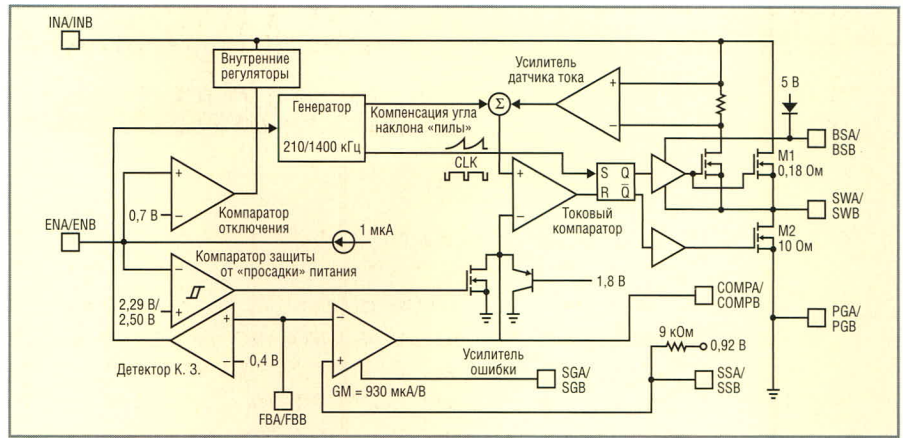 INA/INB
Внутренние
регуляторы
Усилитель
датчика тока
5 В
Генератор
210/1400 кГц
Компенсация угла
наклона «пилы»
Σ
CLK
+
–
BSA/
BSB
M1
0,18 Ом
S Q
R Q̅
Токовый
компаратор
+
–
+
0,7 В
–
Компаратор
отключения
SWA/
SWB
ENA/ENB
1 мкА
M2
10 Ом
Компаратор защиты
от «просадки» питания
–
2,29 В/
2,50 В
+
1,8 В
COMPA/
COMPB
PGA/
PGB
+
–
0,4 В
Детектор К. З.
–
+
Усилитель
ошибки
GM = 930 мкА/В
9 кОм
0,92 В
SGA/
SGB
SSA/
SSB
FBA/FBB